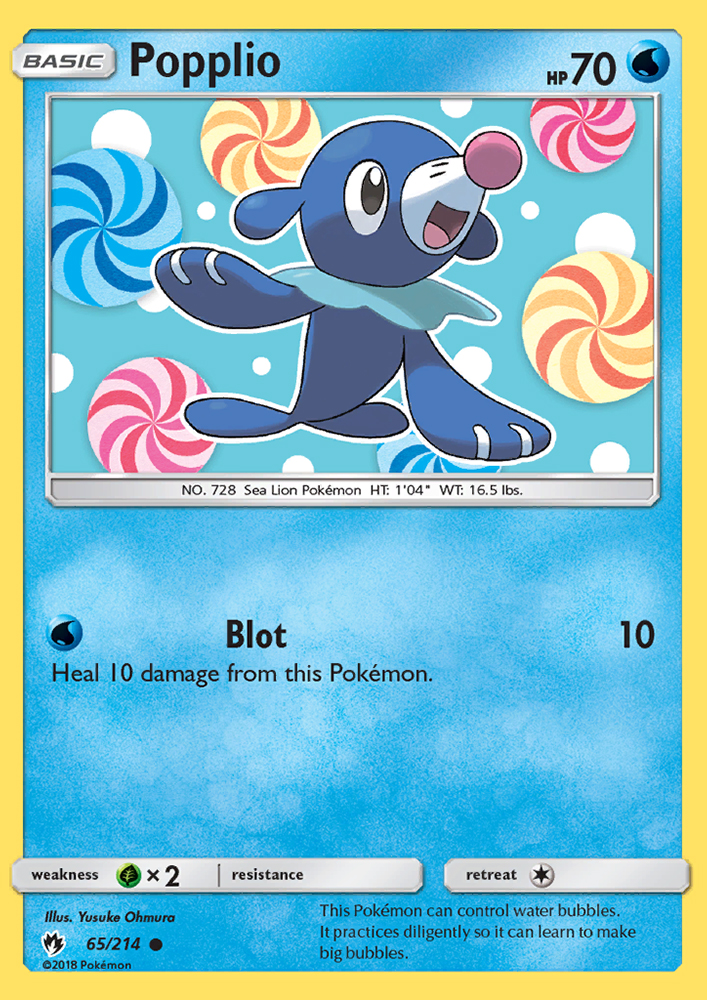 BASIC Popplio HP 70
NO. 728 Sea Lion Pokémon HT: 1'04" WT: 16.5 lbs.
Blot 10
Heal 10 damage from this Pokémon.
weakness × 2 resistance retreat
Illus. Yusuke Ohmura
65/214
©2018 Pokémon
This Pokémon can control water bubbles.
It practices diligently so it can learn to make
big bubbles.